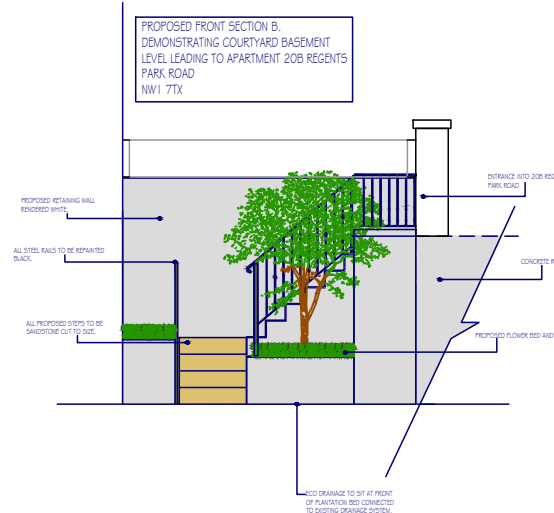 PROPOSED FRONT SECTION B.
DEMONSTRATING COURTYARD BASEMENT
LEVEL LEADING TO APARTMENT 20B REGENTS
PARK ROAD
NW1 7TX
ENTRANCE INTO 20B REG
PARK ROAD.
PROPOSED RETAINING WALL
RENDERED WHITE.
ALL STEEL RAILS TO BE REPAINTED
BLACK.
CONCRETE R
ALL PROPOSED STEPS TO BE
SANDSTONE CUT TO SIZE.
PROPOSED FLOWER BED AND
ECO DRAINAGE TO SIT AT FRONT
OF PLANTATION BED CONNECTED
TO EXISTING DRAINAGE SYSTEM.